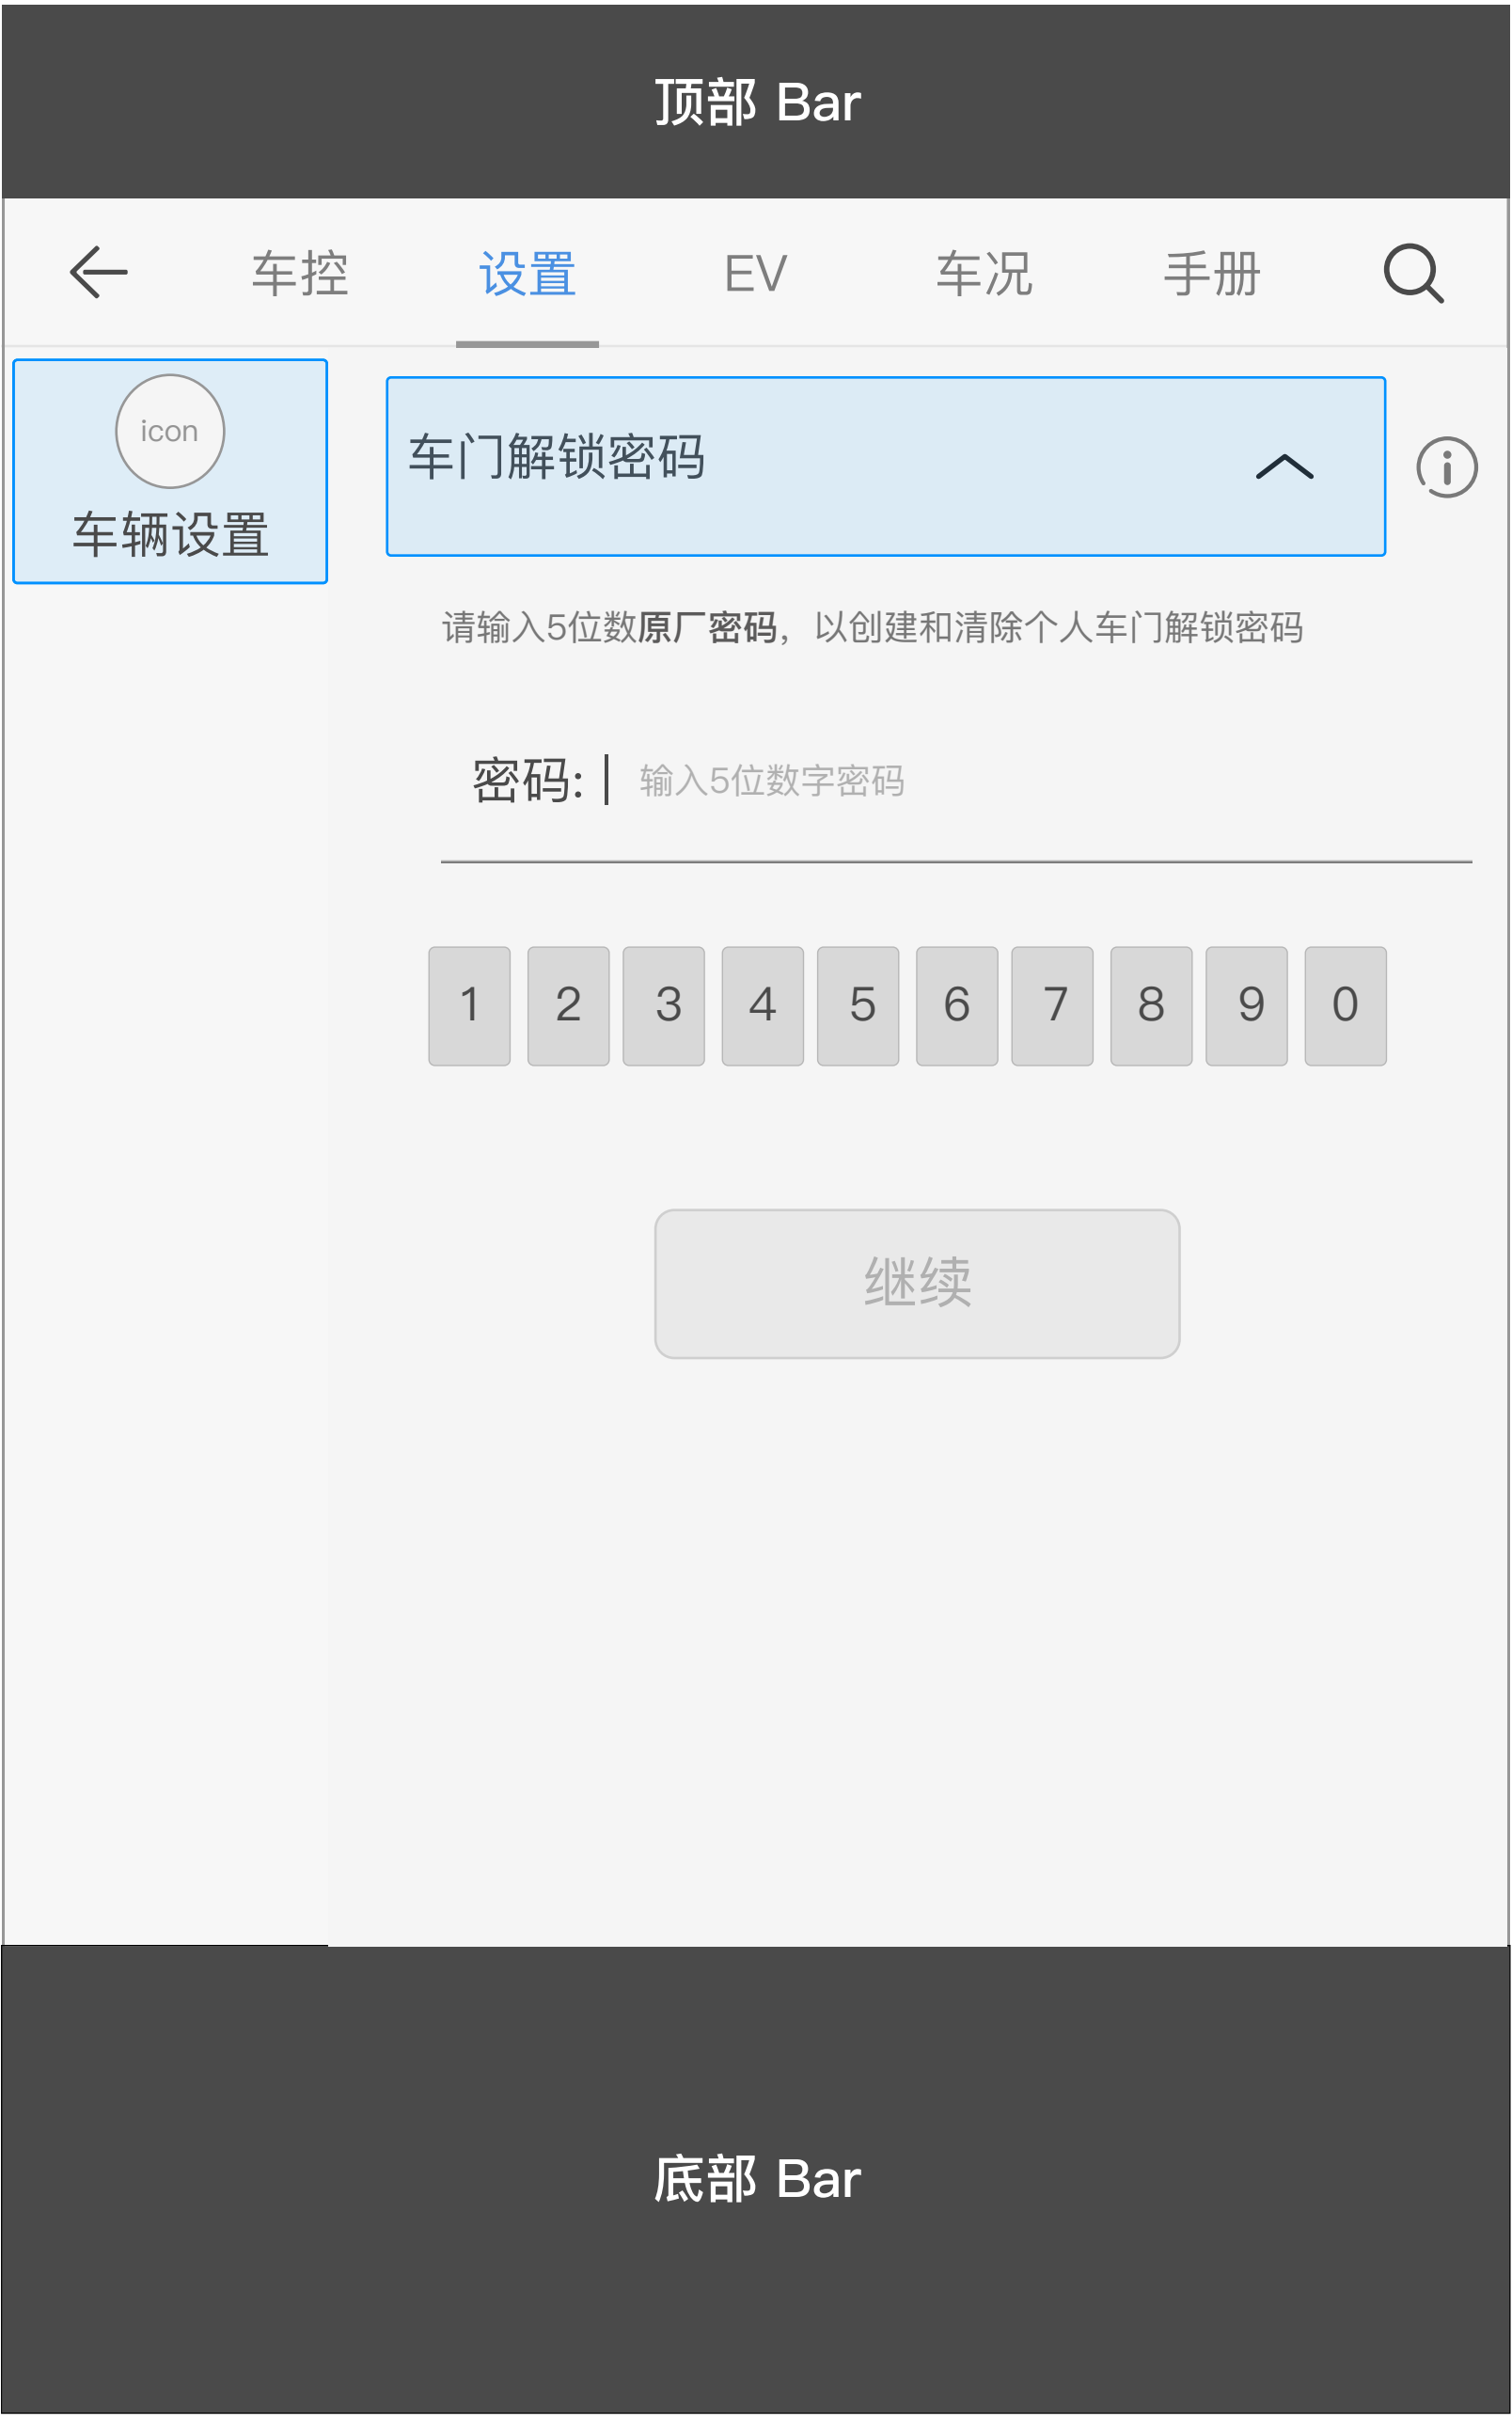 顶部 Bar
车控 设置 EV 车况 手册
icon
车辆设置
车门解锁密码
请输入5位数原厂密码，以创建和清除个人车门解锁密码
密码: 输入5位数字密码
1 2 3 4 5 6 7 8 9 0
继续
底部 Bar